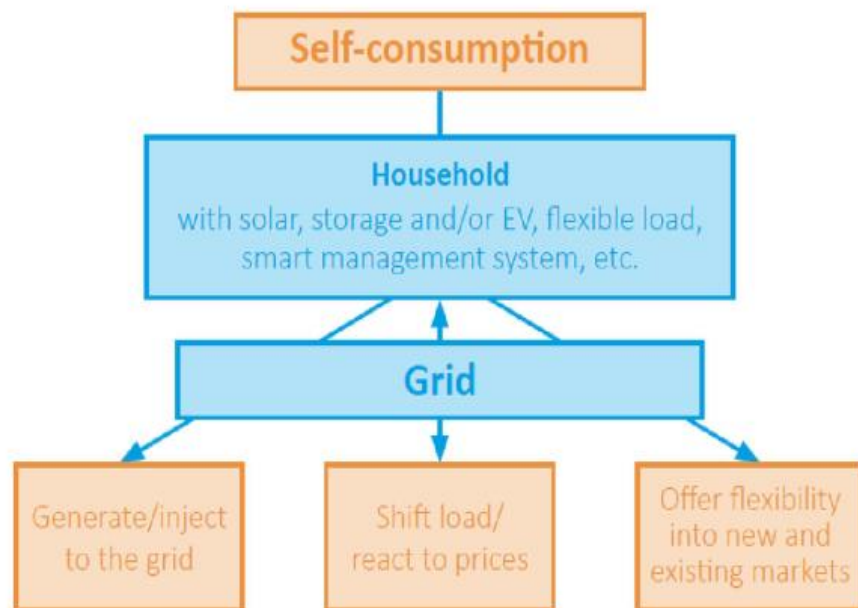 Self-consumption
Household
with solar, storage and/or EV, flexible load,
smart management system, etc.
Grid
Generate/inject
to the grid
Shift load/
react to prices
Offer flexibility
into new and
existing markets